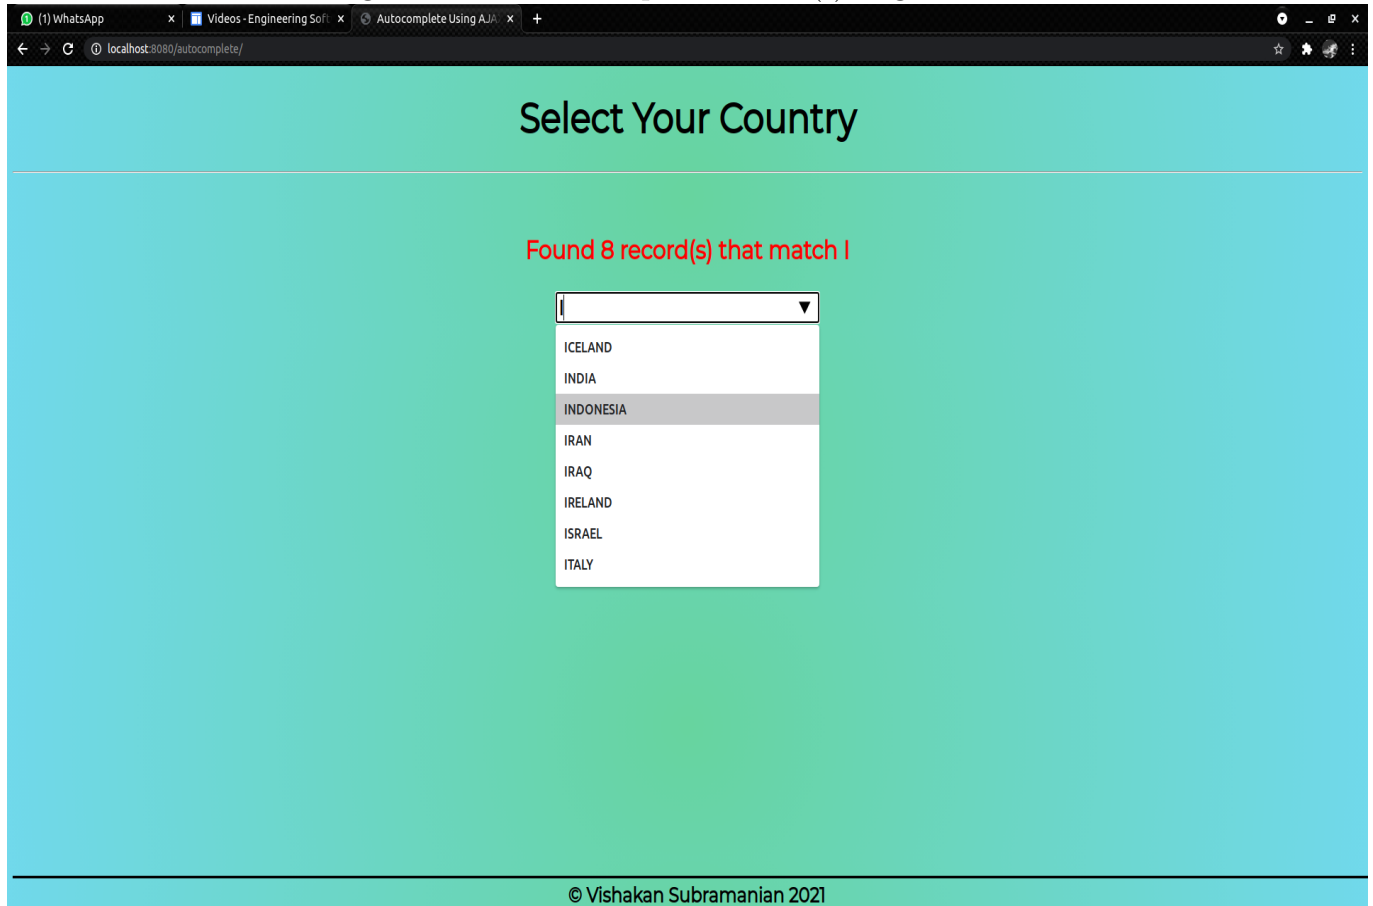 (1) WhatsApp
Videos - Engineering Soft
Autocomplete Using AJA
localhost:8080/autocomplete/
Select Your Country
Found 8 record(s) that match I
I
ICELAND
INDIA
INDONESIA
IRAN
IRAQ
IRELAND
ISRAEL
ITALY
© Vishakan Subramanian 2021